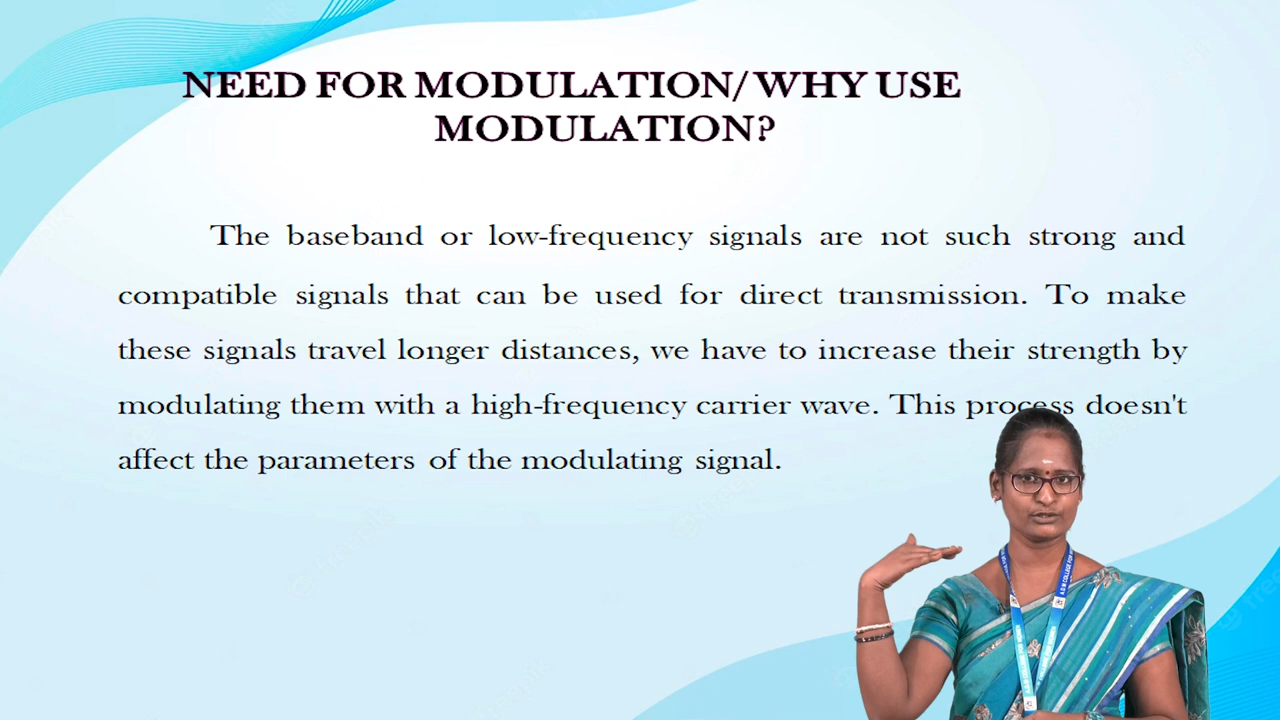 NEED FOR MODULATION/ WHY USE
MODULATION?
The baseband or low-frequency signals are not such strong and
compatible signals that can be used for direct transmission. To make
these signals travel longer distances, we have to increase their strength by
modulating them with a high-frequency carrier wave. This process doesn't
affect the parameters of the modulating signal.